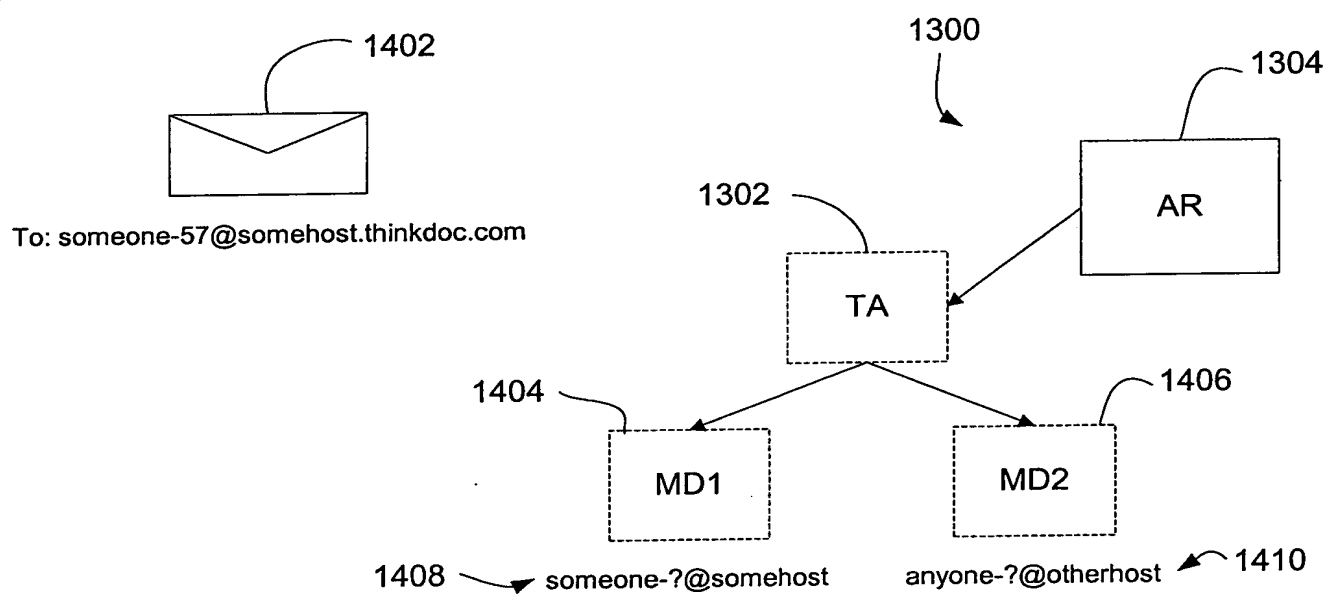 1402
1300
1304
AR
1302
To: someone-57@somehost.thinkdoc.com
TA
1404
1406
MD1
MD2
1408
someone-?@somehost
anyone-?@otherhost
1410